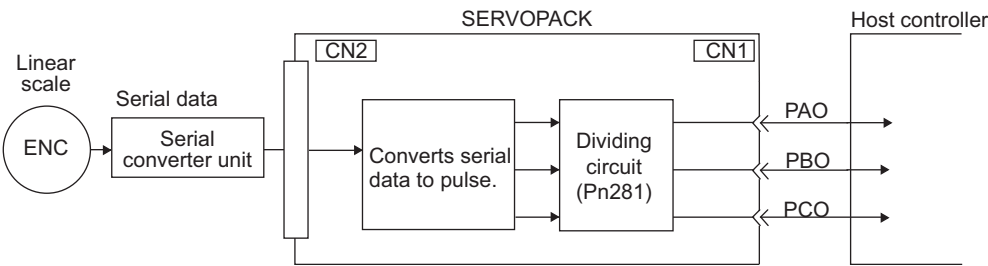 SERVOPACK
Host controller
CN2
CN1
Linear
scale
Serial data
ENC
Serial
converter unit
Converts serial
data to pulse.
Dividing
circuit
(Pn281)
PAO
PBO
PCO